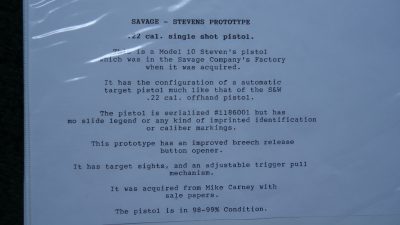 SAVAGE - STEVENS PROTOTYPE
.22 cal. single shot pistol.
This is a Model 10 Steven's pistol
which was in the Savage Company's Factory
when it was acquired.
It has the configuration of a automatic
target pistol much like that of the S&W
.22 cal. offhand pistol.
The pistol is serialized #1186001 but has
no slide legend or any kind of imprinted identification
or caliber markings.
This prototype has an improved breech release
button opener.
It has target sights, and an adjustable trigger pull
mechanism.
It was acquired from Mike Carney with
sale papers.
The pistol is in 98-99% Condition.